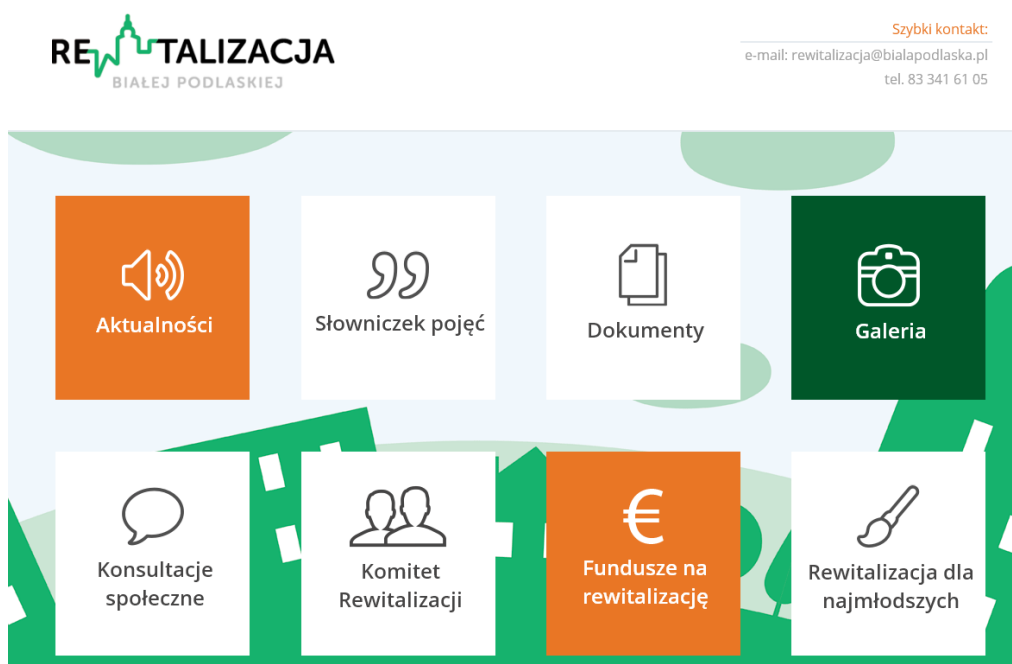 REWITALIZACJA
BIAŁEJ PODLASKIEJ
Szybki kontakt:
e-mail: rewitalizacja@bialapodlaska.pl
tel. 83 341 61 05
Aktualności
Słowniczek pojęć
Dokumenty
Galeria
Konsultacje
społeczne
Komitet
Rewitalizacji
€
Fundusze na
rewitalizację
Rewitalizacja dla
najmłodszych